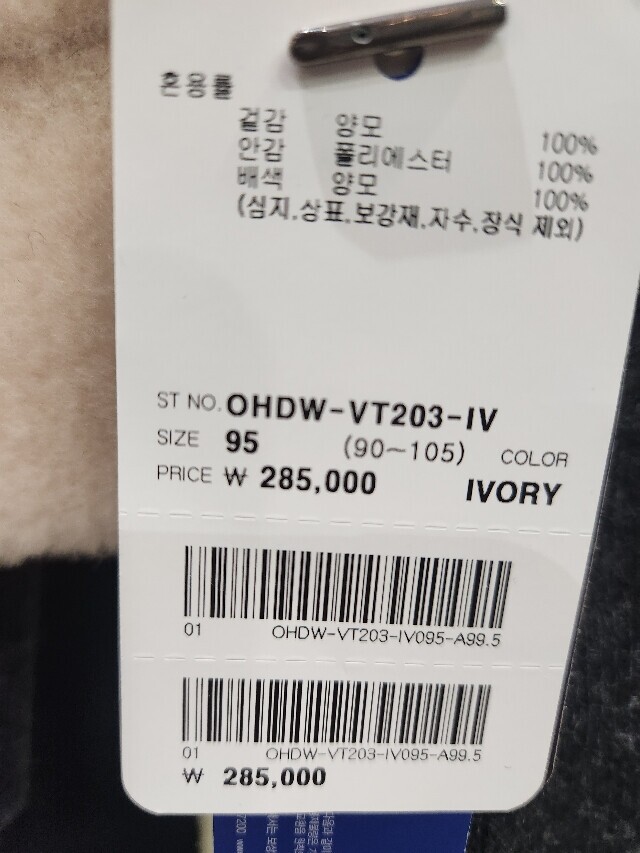 혼용률
겉감 양모 100%
안감 폴리에스터 100%
배색 양모 100%
(심지.상표.보강재.자수.장식 제외)
ST NO. OHDW-VT203-IV
SIZE 95 (90~105) COLOR
PRICE ₩ 285,000 IVORY
01 OHDW-VT203-IV095-A99.5
01 OHDW-VT203-IV095-A99.5
₩ 285,000